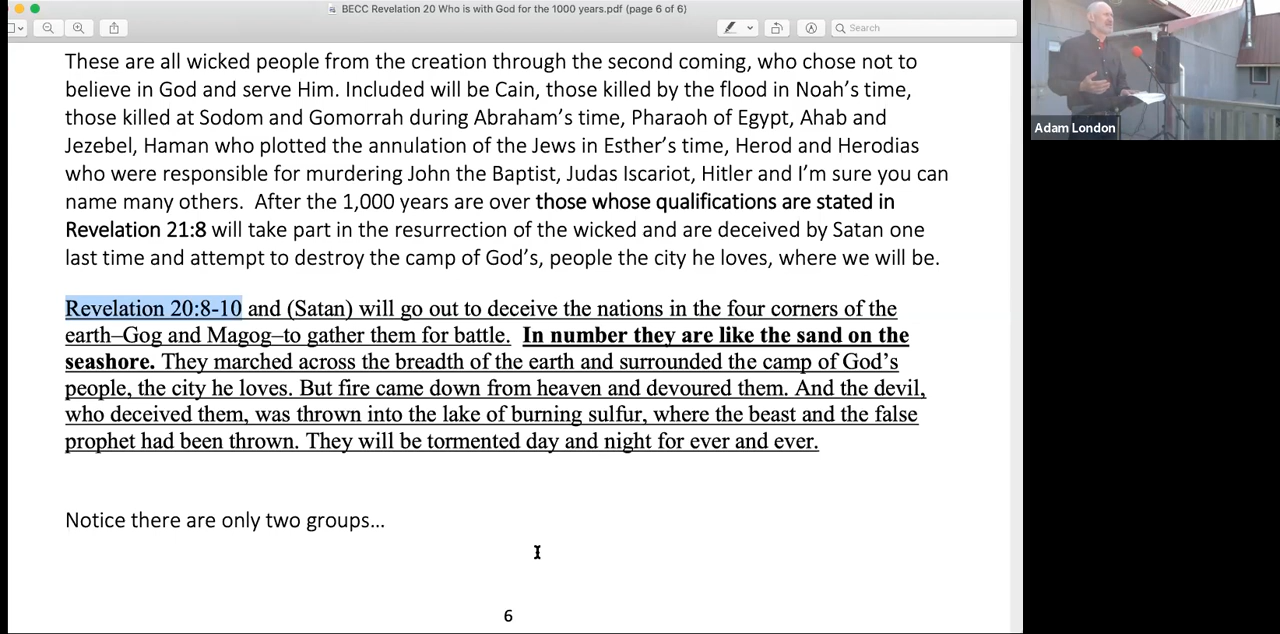 BECC Revelation 20 Who is with God for the 1000 years.pdf (page 6 of 6)
Search
These are all wicked people from the creation through the second coming, who chose not to
believe in God and serve Him. Included will be Cain, those killed by the flood in Noah's time,
those killed at Sodom and Gomorrah during Abraham's time, Pharaoh of Egypt, Ahab and
Jezebel, Haman who plotted the annulation of the Jews in Esther's time, Herod and Herodias
who were responsible for murdering John the Baptist, Judas Iscariot, Hitler and I'm sure you can
name many others.  After the 1,000 years are over those whose qualifications are stated in
Revelation 21:8 will take part in the resurrection of the wicked and are deceived by Satan one
last time and attempt to destroy the camp of God's, people the city he loves, where we will be.
Revelation 20:8-10 and (Satan) will go out to deceive the nations in the four corners of the
earth–Gog and Magog–to gather them for battle.  In number they are like the sand on the
seashore. They marched across the breadth of the earth and surrounded the camp of God's
people, the city he loves. But fire came down from heaven and devoured them. And the devil,
who deceived them, was thrown into the lake of burning sulfur, where the beast and the false
prophet had been thrown. They will be tormented day and night for ever and ever.
Notice there are only two groups...
6
Adam London